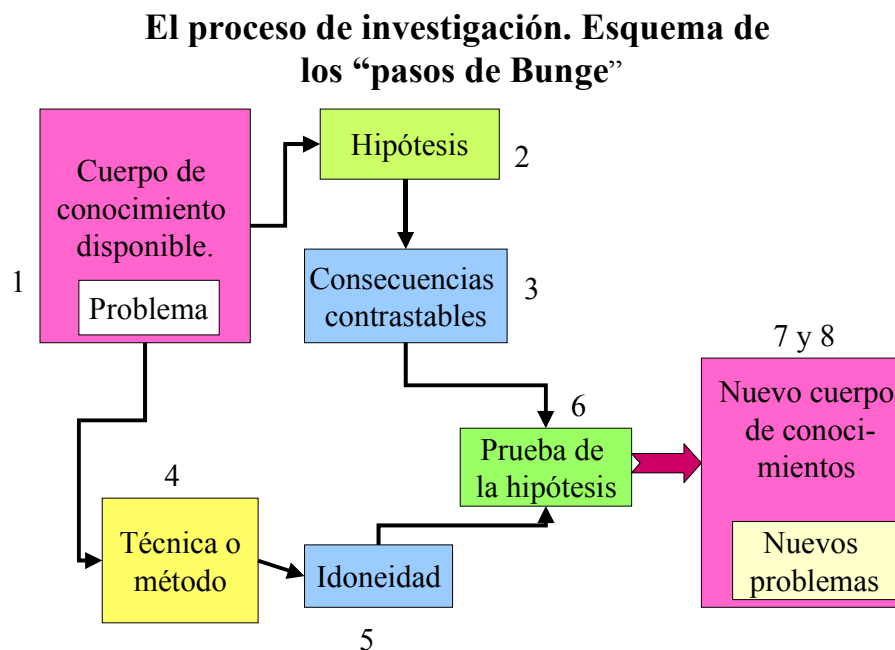 El proceso de investigación. Esquema de
los “pasos de Bunge”
Cuerpo de
conocimiento
disponible.
Problema
1
Hipótesis
2
Consecuencias
contrastables
3
4
Técnica o
método
Idoneidad
5
6
Prueba de
la hipótesis
7 y 8
Nuevo cuerpo
de conoci-
mientos
Nuevos
problemas